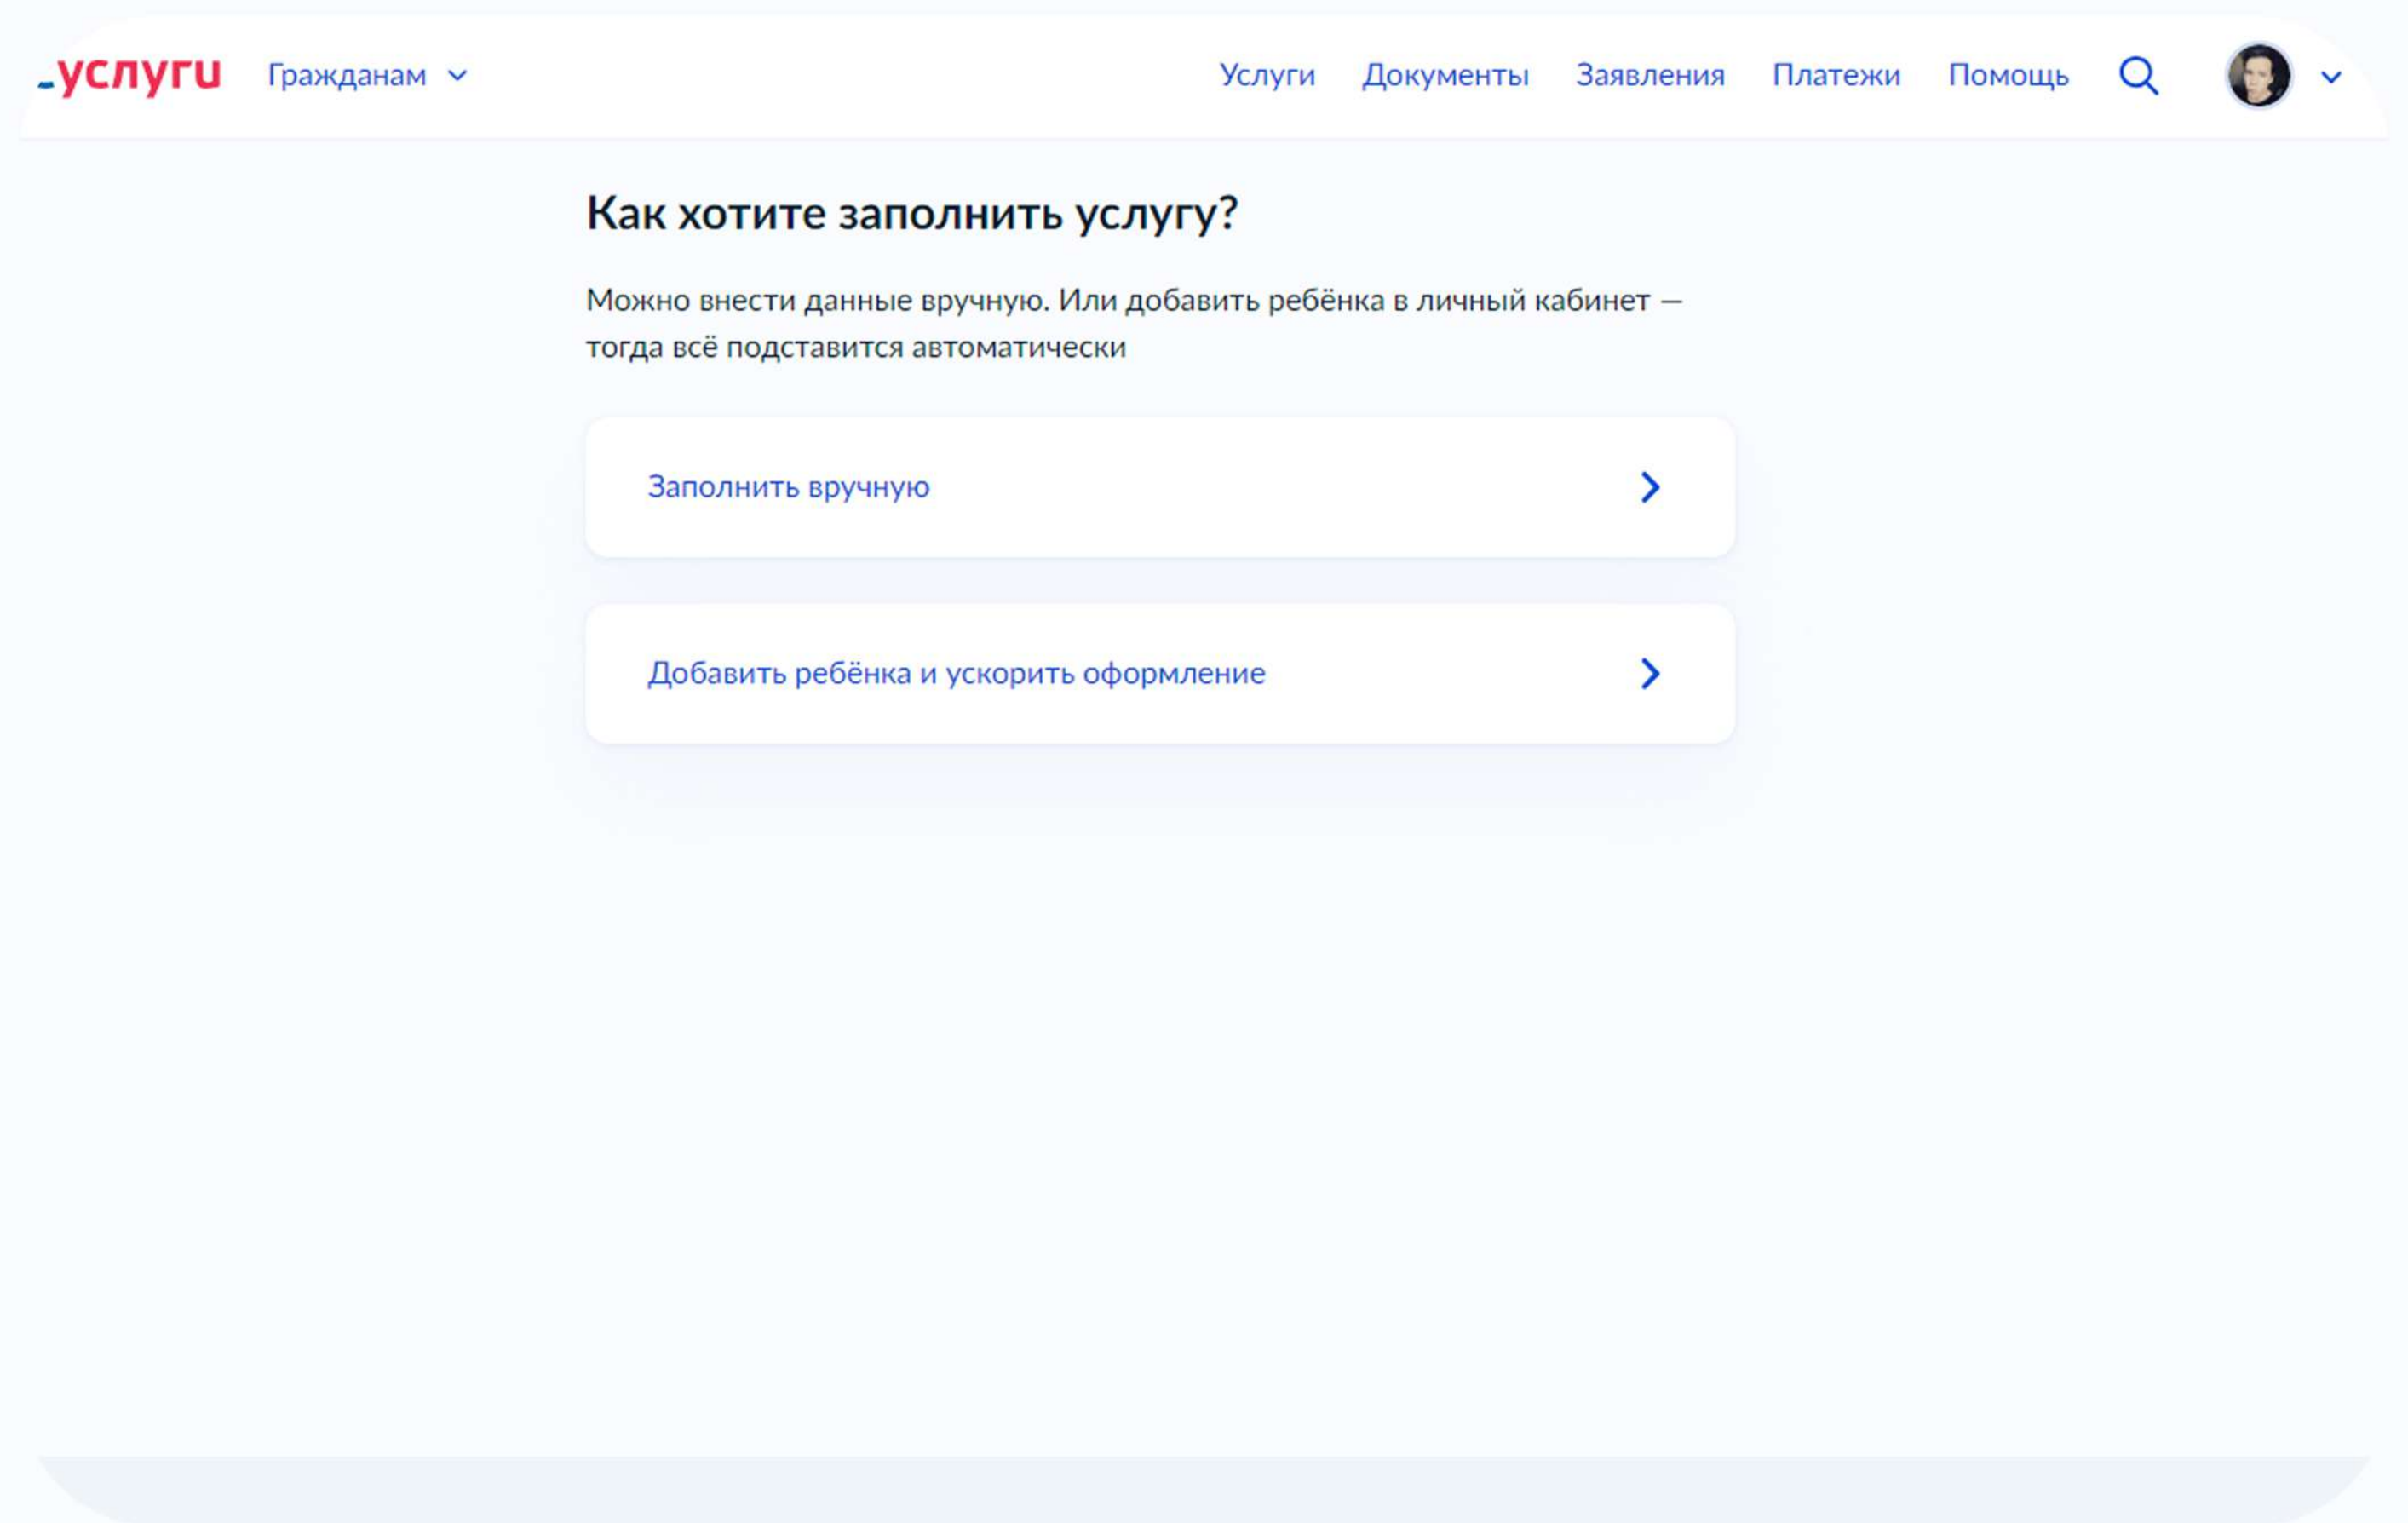 услуги Гражданам Услуги Документы Заявления Платежи Помощь
Как хотите заполнить услугу?
Можно внести данные вручную. Или добавить ребёнка в личный кабинет —
тогда всё подставится автоматически
Заполнить вручную
Добавить ребёнка и ускорить оформление